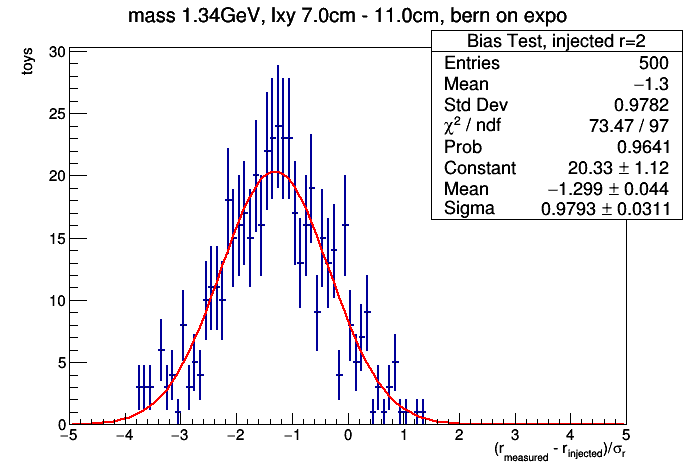 mass 1.34GeV, lxy 7.0cm - 11.0cm, bern on expo
Bias Test, injected r=2
Entries 500
Mean −1.3
Std Dev 0.9782
χ² / ndf 73.47 / 97
Prob 0.9641
Constant 20.33 ± 1.12
Mean −1.299 ± 0.044
Sigma 0.9793 ± 0.0311
toys
30
25
20
15
10
5
0
−5 −4 −3 −2 −1 0 1 2 3 4 5
(r_measured - r_injected)/σ_r